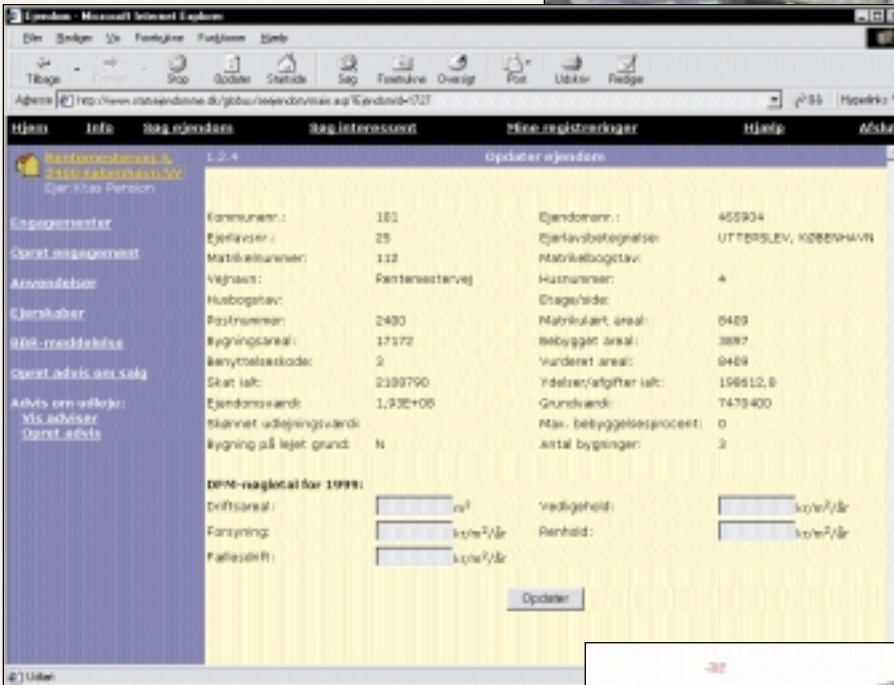 Ejendom - Microsoft Internet Explorer
Filer Rediger Vis Foretrukne Funktioner Hjælp
Tilbage Stop Opdater Startside Søg Foretrukne Oversigt Post Udskriv Rediger
Adresse
Hjem Info Søg ejendom Søg interessent Mine registreringer Hjælp
Rentemestervej 4,
2400 København NV
Ejer: Ktas Pension
1.2.4 Opdater ejendom
Engagementer
Opret engagement
Anvendelser
Ejerskaber
BBR-meddelelse
Opret advis om salg
Advis om udleje:
Vis adviser
Opret advis
Kommunenr.: 101 Ejendomsnr.: 455904
Ejerlavsnr.: 25 Ejerlavsbetegnelse: UTTERSLEV, KØBENHAVN
Matrikelnummer: 112 Matrikelbogstav:
Vejnavn: Rentemestervej Husnummer: 4
Husbogstav: Etage/side:
Postnummer: 2400 Matrikulært areal: 8409
Bygningsareal: 17172 Bebygget areal: 3897
Benyttelseskode: 3 Vurderet areal: 8409
Skat ialt: 2100790 Ydelser/afgifter ialt: 198612,8
Ejendomsværdi: 1,93E+08 Grundværdi: 7470400
Skønnet udlejningsværdi: Max. bebyggelsesprocent: 0
Bygning på lejet grund: N Antal bygninger: 3
DFM-nøgletal for 1999:
Driftsareal: m² Vedligehold: kr/m²/år
Forsyning: kr/m²/år Renhold: kr/m²/år
Fællesdrift: kr/m²/år
Opdater